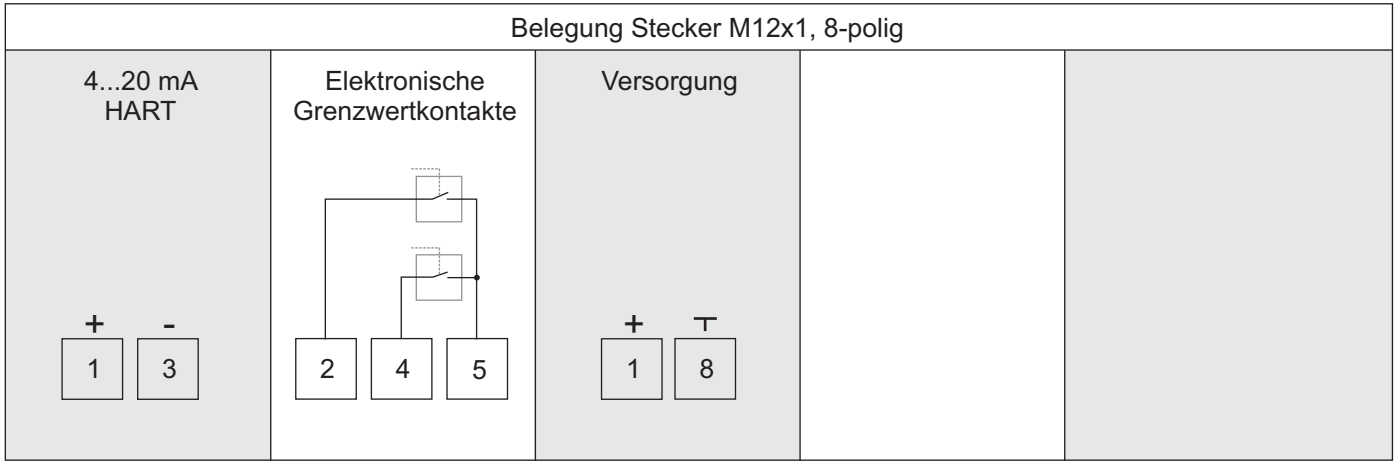 Belegung Stecker M12x1, 8-polig
4...20 mA
HART
Elektronische
Grenzwertkontakte
Versorgung
+ -
1 3
2 4 5
+
1 8